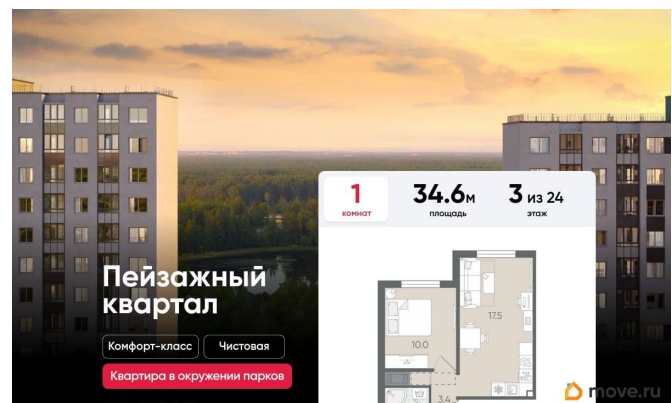 1
комнат
34.6м
площадь
3 из 24
этаж
Пейзажный
квартал
Комфорт-класс
Чистовая
Квартира в окружении парков
17.5
10.0
3.4
move.ru